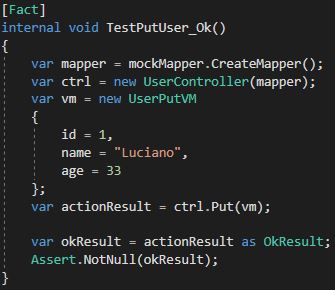 [Fact]
internal void TestPutUser_Ok()
{
    var mapper = mockMapper.CreateMapper();
    var ctrl = new UserController(mapper);
    var vm = new UserPutVM
    {
        id = 1,
        name = "Luciano",
        age = 33
    };
    var actionResult = ctrl.Put(vm);

    var okResult = actionResult as OkResult;
    Assert.NotNull(okResult);
}